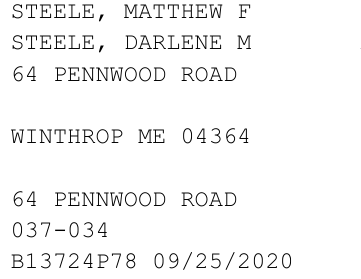 STEELE, MATTHEW F
STEELE, DARLENE M
64 PENNWOOD ROAD
WINTHROP ME 04364
64 PENNWOOD ROAD
037-034
B13724P78 09/25/2020